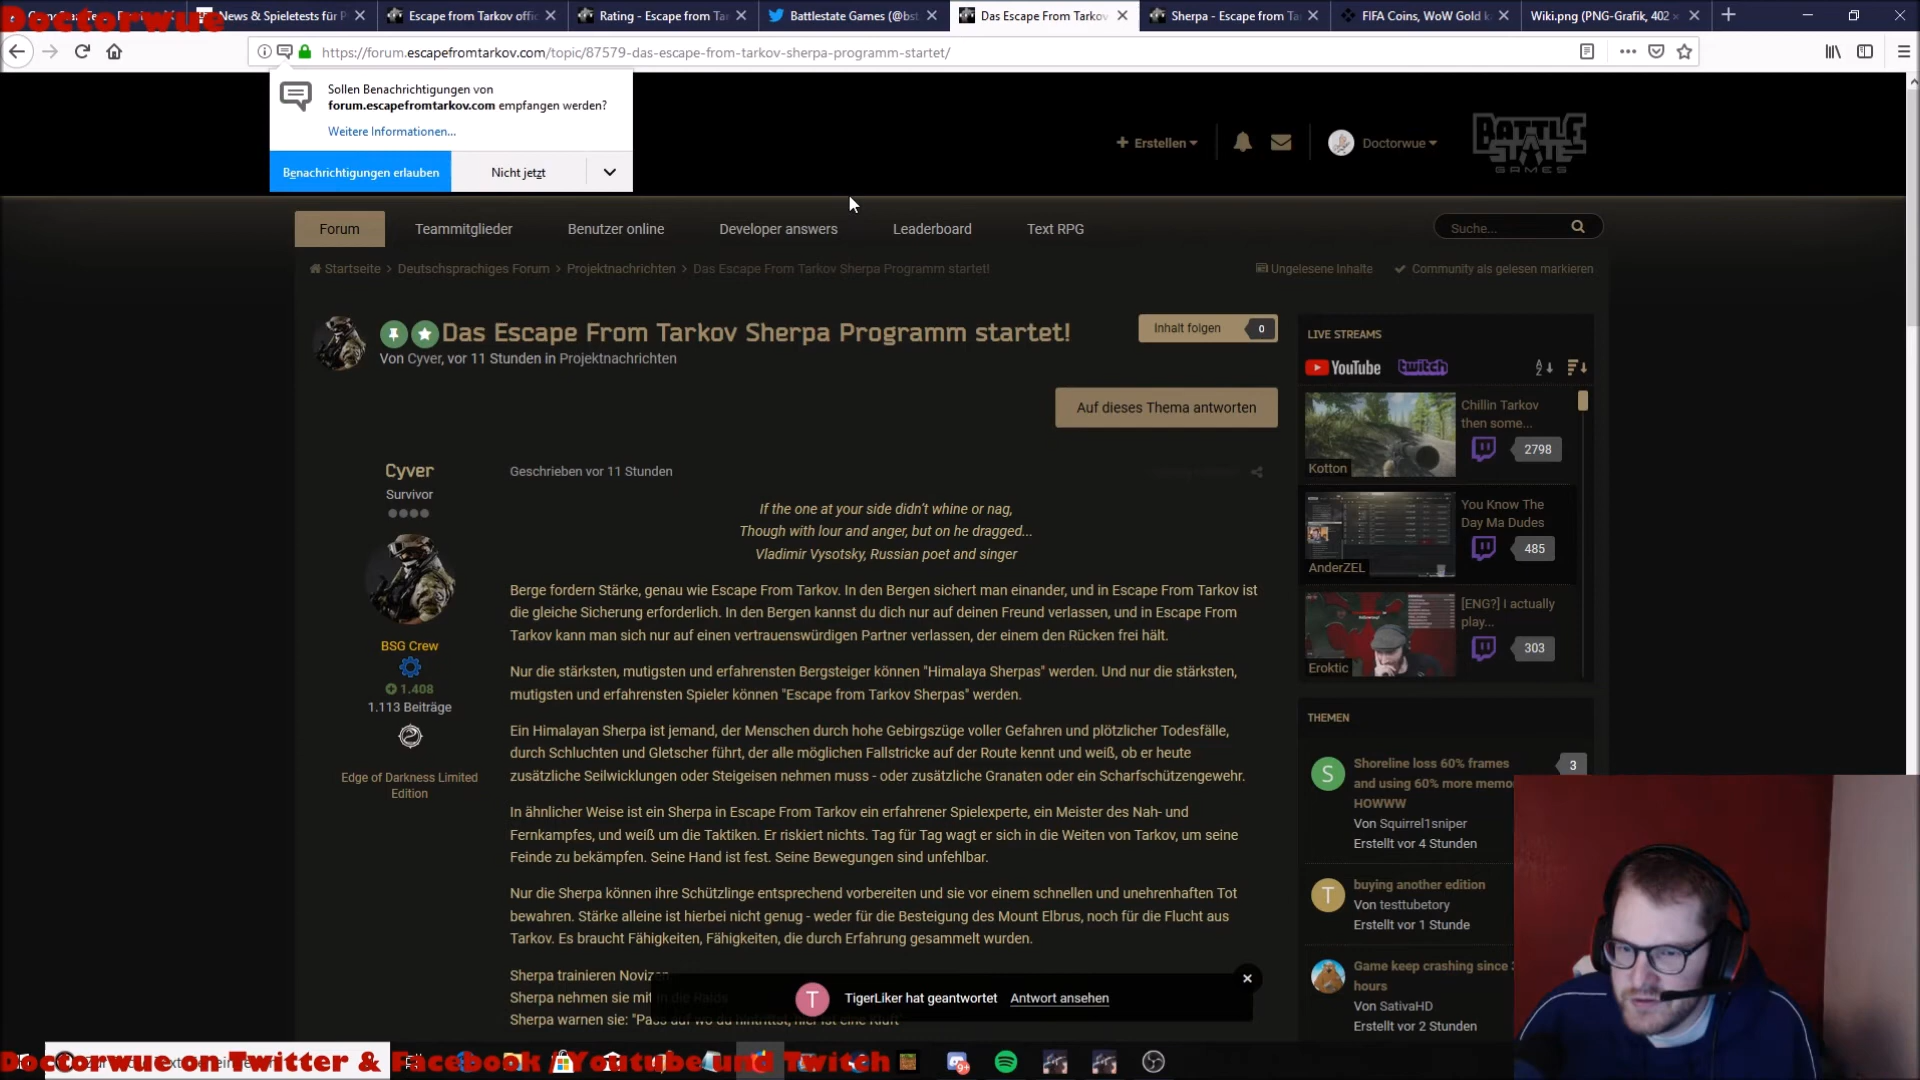 Doctorwue
News & Spieletests für P
Escape from Tarkov offi
Rating - Escape from Tar
Battlestate Games (@bst
Das Escape From Tarkov
Sherpa - Escape from Tar
FIFA Coins, WoW Gold k
Wiki.png (PNG-Grafik, 402 ×
https://forum.escapefromtarkov.com/topic/87579-das-escape-from-tarkov-sherpa-programm-startet/
Sollen Benachrichtigungen von
forum.escapefromtarkov.com empfangen werden?
Weitere Informationen...
Benachrichtigungen erlauben
Nicht jetzt
+ Erstellen
Doctorwue
BATTLE
STATE
GAMES
Forum
Teammitglieder
Benutzer online
Developer answers
Leaderboard
Text RPG
Suche...
Startseite > Deutschsprachiges Forum > Projektnachrichten > Das Escape From Tarkov Sherpa Programm startet!
Ungelesene Inhalte
Community als gelesen markieren
Das Escape From Tarkov Sherpa Programm startet!
Von Cyver, vor 11 Stunden in Projektnachrichten
Inhalt folgen 0
Auf dieses Thema antworten
Cyver
Survivor
BSG Crew
1.408
1.113 Beiträge
Edge of Darkness Limited
Edition
Geschrieben vor 11 Stunden
If the one at your side didn't whine or nag,
Though with lour and anger, but on he dragged...
Vladimir Vysotsky, Russian poet and singer
Berge fordern Stärke, genau wie Escape From Tarkov. In den Bergen sichert man einander, und in Escape From Tarkov ist
die gleiche Sicherung erforderlich. In den Bergen kannst du dich nur auf deinen Freund verlassen, und in Escape From
Tarkov kann man sich nur auf einen vertrauenswürdigen Partner verlassen, der einem den Rücken frei hält.
Nur die stärksten, mutigsten und erfahrensten Bergsteiger können "Himalaya Sherpas" werden. Und nur die stärksten,
mutigsten und erfahrensten Spieler können "Escape from Tarkov Sherpas" werden.
Ein Himalayan Sherpa ist jemand, der Menschen durch hohe Gebirgszüge voller Gefahren und plötzlicher Todesfälle,
durch Schluchten und Gletscher führt, der alle möglichen Fallstricke auf der Route kennt und weiß, ob er heute
zusätzliche Seilwicklungen oder Steigeisen nehmen muss - oder zusätzliche Granaten oder ein Scharfschützengewehr.
In ähnlicher Weise ist ein Sherpa in Escape From Tarkov ein erfahrener Spielexperte, ein Meister des Nah- und
Fernkampfes, und weiß um die Taktiken. Er riskiert nichts. Tag für Tag wagt er sich in die Weiten von Tarkov, um seine
Feinde zu bekämpfen. Seine Hand ist fest. Seine Bewegungen sind unfehlbar.
Nur die Sherpa können ihre Schützlinge entsprechend vorbereiten und sie vor einem schnellen und unehrenhaften Tot
bewahren. Stärke alleine ist hierbei nicht genug - weder für die Besteigung des Mount Elbrus, noch für die Flucht aus
Tarkov. Es braucht Fähigkeiten, Fähigkeiten, die durch Erfahrung gesammelt wurden.
Sherpa trainieren Novizen
Sherpa nehmen sie mit in die Raids
Sherpa warnen sie: "Pass auf wo du hintrittst, hier ist eine Kluft"
T TigerLiker hat geantwortet Antwort ansehen
LIVE STREAMS
YouTube
twitch
Chillin Tarkov
then some...
2798
Kotton
You Know The
Day Ma Dudes
485
AnderZEL
[ENG?] I actually
play...
303
Eroktic
THEMEN
S
Shoreline loss 60% frames
and using 60% more memo
HOWWW
3
Von Squirrel1sniper
Erstellt vor 4 Stunden
T
buying another edition
Von testtubetory
Erstellt vor 1 Stunde
Game keep crashing since
hours
Von SativaHD
Erstellt vor 2 Stunden
Doctorwue on Twitter & Facebook /Youtube und Twitch